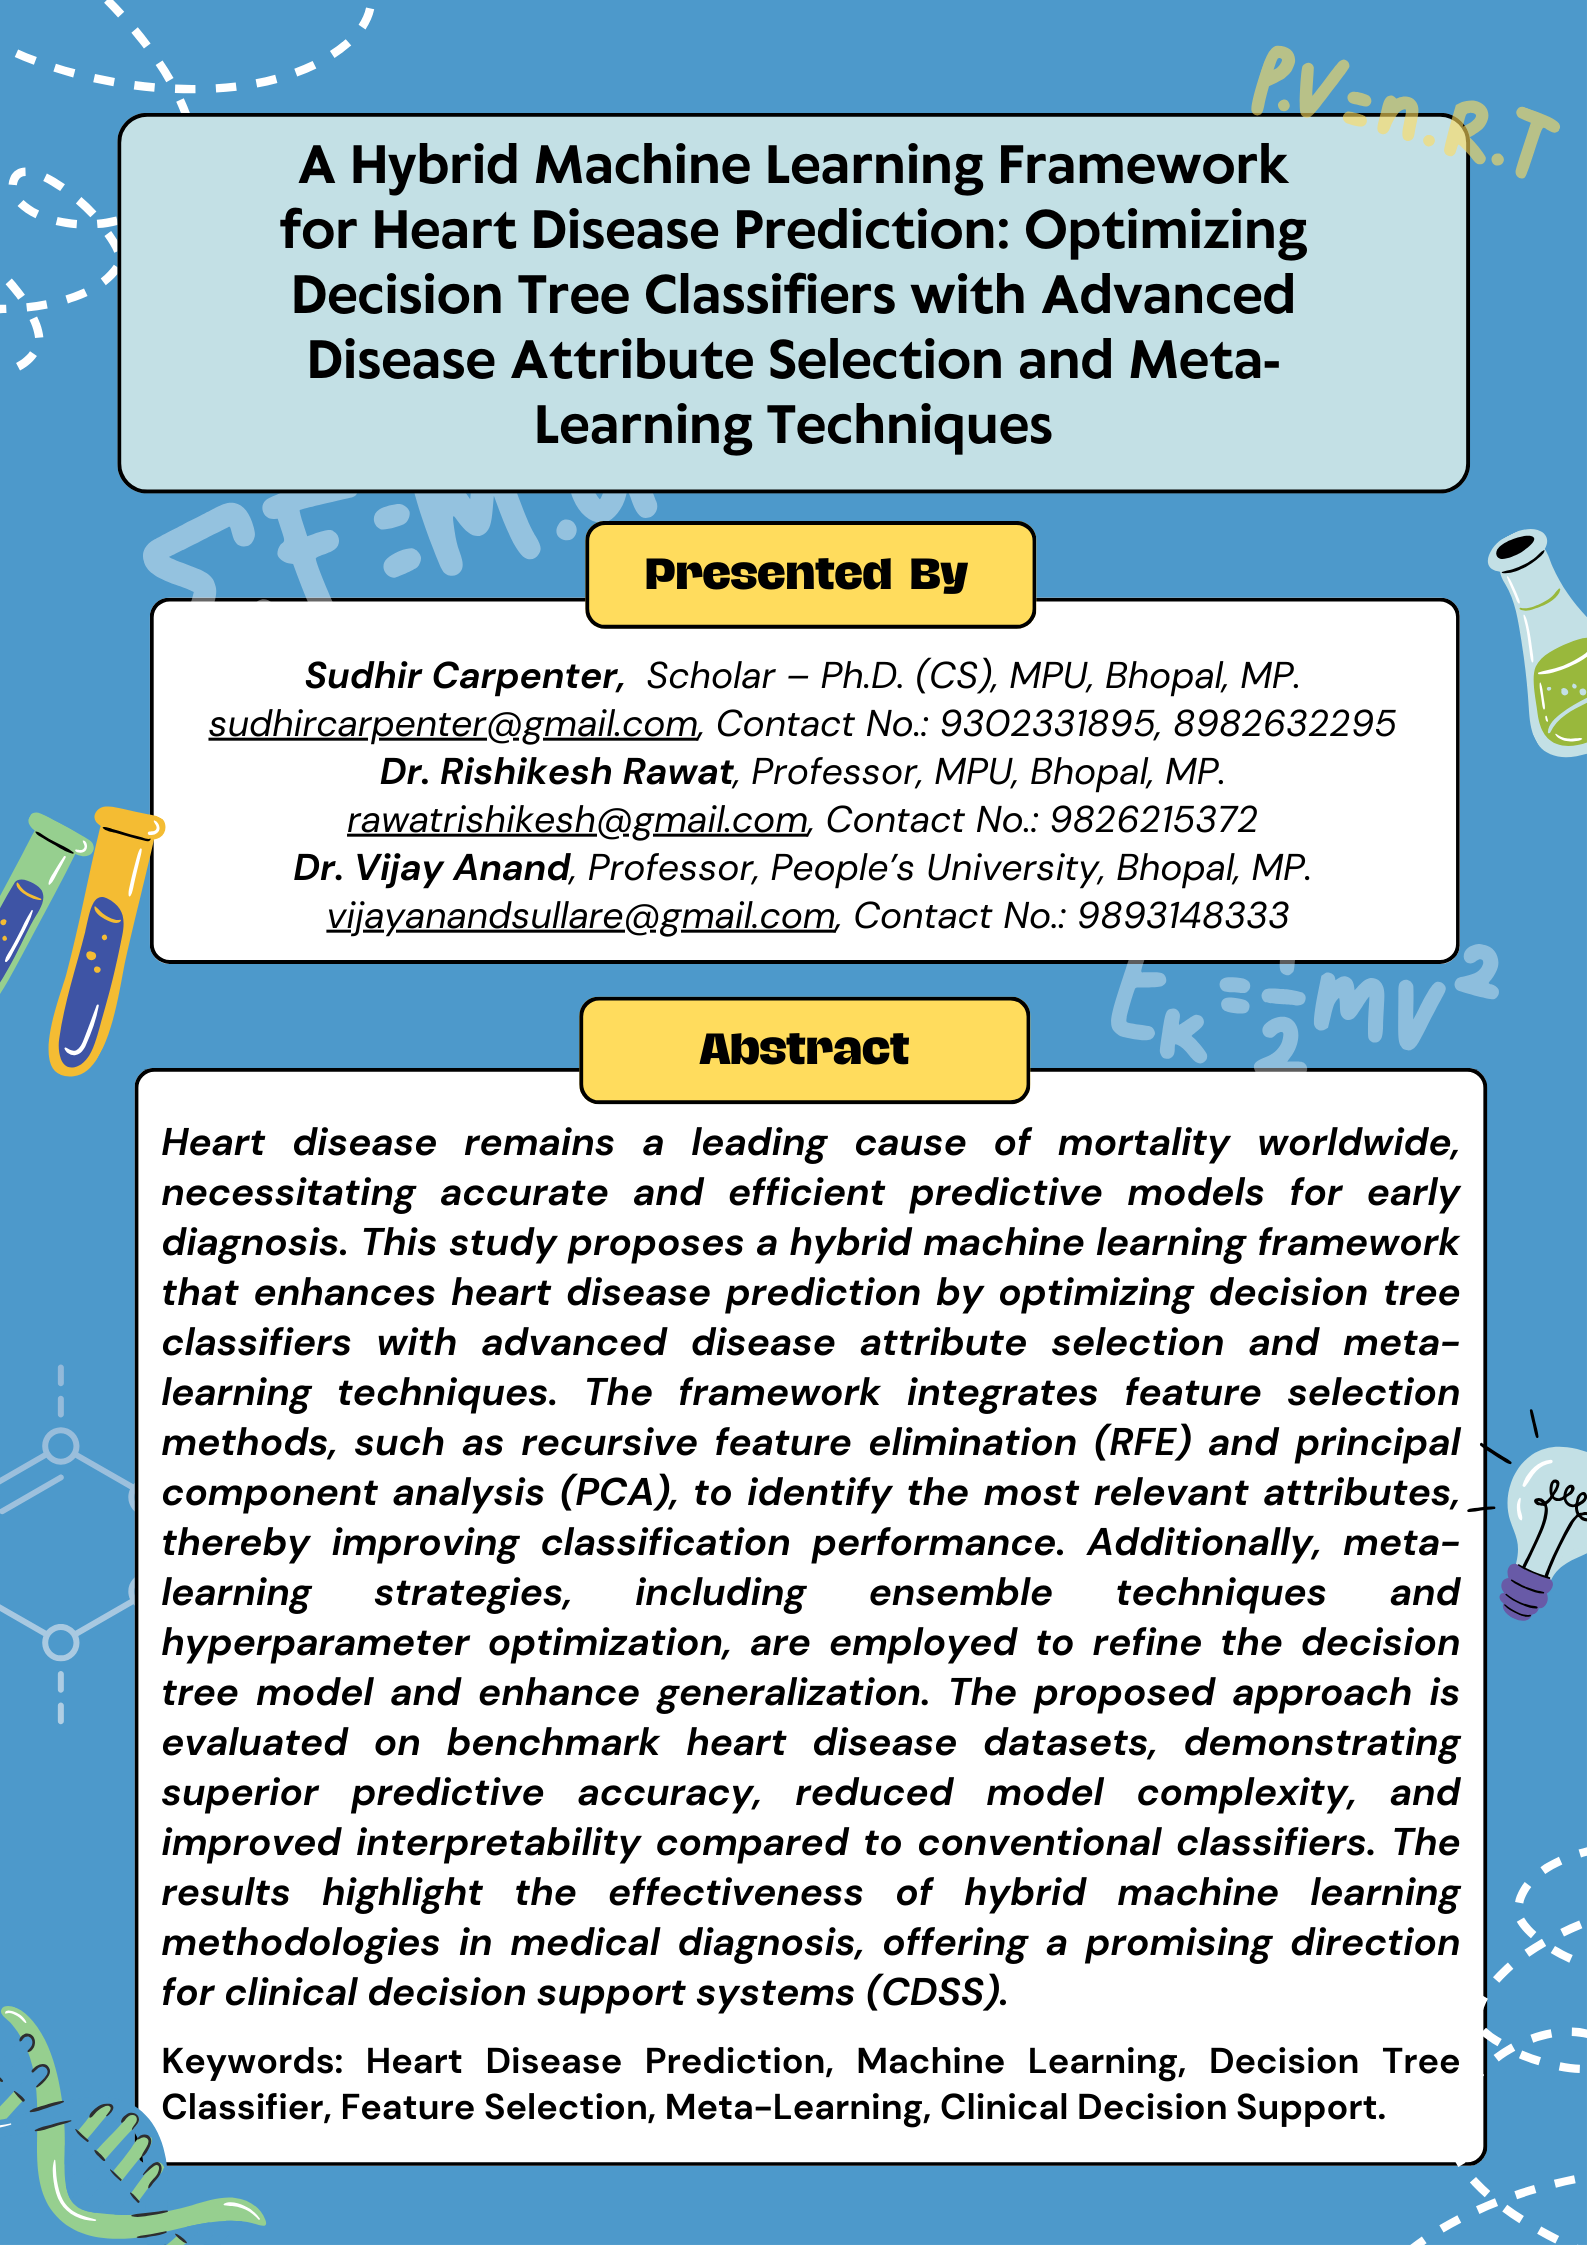 P.V=n.R.T
A Hybrid Machine Learning Framework
for Heart Disease Prediction: Optimizing
Decision Tree Classifiers with Advanced
Disease Attribute Selection and Meta-
Learning Techniques
ΣF=M.a
Presented By
Sudhir Carpenter, Scholar – Ph.D. (CS), MPU, Bhopal, MP.
sudhircarpenter@gmail.com, Contact No.: 9302331895, 8982632295
Dr. Rishikesh Rawat, Professor, MPU, Bhopal, MP.
rawatrishikesh@gmail.com, Contact No.: 9826215372
Dr. Vijay Anand, Professor, People’s University, Bhopal, MP.
vijayanandsullare@gmail.com, Contact No.: 9893148333
Ek=1/2mv²
Abstract
Heart disease remains a leading cause of mortality worldwide,
necessitating accurate and efficient predictive models for early
diagnosis. This study proposes a hybrid machine learning framework
that enhances heart disease prediction by optimizing decision tree
classifiers with advanced disease attribute selection and meta-
learning techniques. The framework integrates feature selection
methods, such as recursive feature elimination (RFE) and principal
component analysis (PCA), to identify the most relevant attributes,
thereby improving classification performance. Additionally, meta-
learning strategies, including ensemble techniques and
hyperparameter optimization, are employed to refine the decision
tree model and enhance generalization. The proposed approach is
evaluated on benchmark heart disease datasets, demonstrating
superior predictive accuracy, reduced model complexity, and
improved interpretability compared to conventional classifiers. The
results highlight the effectiveness of hybrid machine learning
methodologies in medical diagnosis, offering a promising direction
for clinical decision support systems (CDSS).
Keywords: Heart Disease Prediction, Machine Learning, Decision Tree
Classifier, Feature Selection, Meta-Learning, Clinical Decision Support.